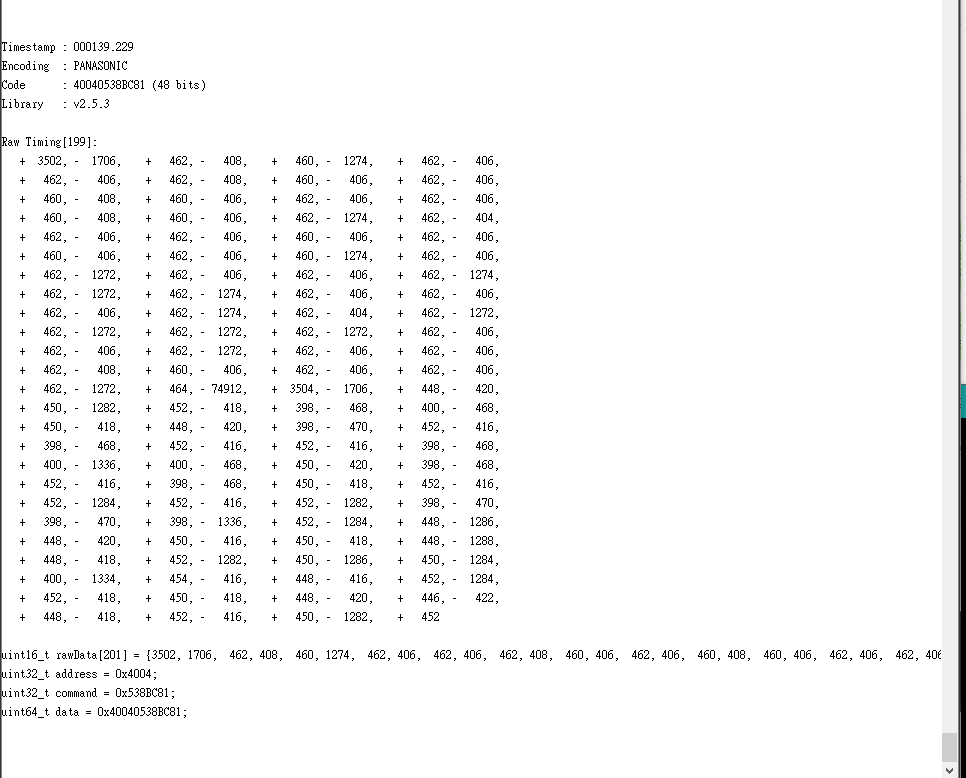 Timestamp : 000139.229
Encoding  : PANASONIC
Code      : 40040538BC81 (48 bits)
Library   : v2.5.3
Raw Timing[199]:
+  3502, -  1706,    +   462, -   408,    +   460, -  1274,    +   462, -   406,
+   462, -   406,    +   462, -   408,    +   460, -   406,    +   462, -   406,
+   460, -   408,    +   460, -   406,    +   462, -   406,    +   462, -   406,
+   460, -   408,    +   460, -   406,    +   462, -  1274,    +   462, -   404,
+   462, -   406,    +   462, -   406,    +   460, -   406,    +   462, -   406,
+   460, -   406,    +   462, -   406,    +   460, -  1274,    +   462, -   406,
+   462, -  1272,    +   462, -   406,    +   462, -   406,    +   462, -  1274,
+   462, -  1272,    +   462, -  1274,    +   462, -   406,    +   462, -   406,
+   462, -   406,    +   462, -  1274,    +   462, -   404,    +   462, -  1272,
+   462, -  1272,    +   462, -  1272,    +   462, -  1272,    +   462, -   406,
+   462, -   406,    +   462, -  1272,    +   462, -   406,    +   462, -   406,
+   462, -   408,    +   460, -   406,    +   462, -   406,    +   462, -   406,
+   462, -  1272,    +   464, - 74912,    +  3504, -  1706,    +   448, -   420,
+   450, -  1282,    +   452, -   418,    +   398, -   468,    +   400, -   468,
+   450, -   418,    +   448, -   420,    +   398, -   470,    +   452, -   416,
+   398, -   468,    +   452, -   416,    +   452, -   416,    +   398, -   468,
+   400, -  1336,    +   400, -   468,    +   450, -   420,    +   398, -   468,
+   452, -   416,    +   398, -   468,    +   450, -   418,    +   452, -   416,
+   452, -  1284,    +   452, -   416,    +   452, -  1282,    +   398, -   470,
+   398, -   470,    +   398, -  1336,    +   452, -  1284,    +   448, -  1286,
+   448, -   420,    +   450, -   416,    +   450, -   418,    +   448, -  1288,
+   448, -   418,    +   452, -  1282,    +   450, -  1286,    +   450, -  1284,
+   400, -  1334,    +   454, -   416,    +   448, -   416,    +   452, -  1284,
+   452, -   418,    +   450, -   418,    +   448, -   420,    +   446, -   422,
+   448, -   418,    +   452, -   416,    +   450, -  1282,    +   452
uint16_t rawData[201] = {3502, 1706,  462, 408,  460, 1274,  462, 406,  462, 406,  462, 408,  460, 406,  462, 406,  460, 408,  460, 406,  462, 406,  462, 406
uint32_t address = 0x4004;
uint32_t command = 0x538BC81;
uint64_t data = 0x40040538BC81;